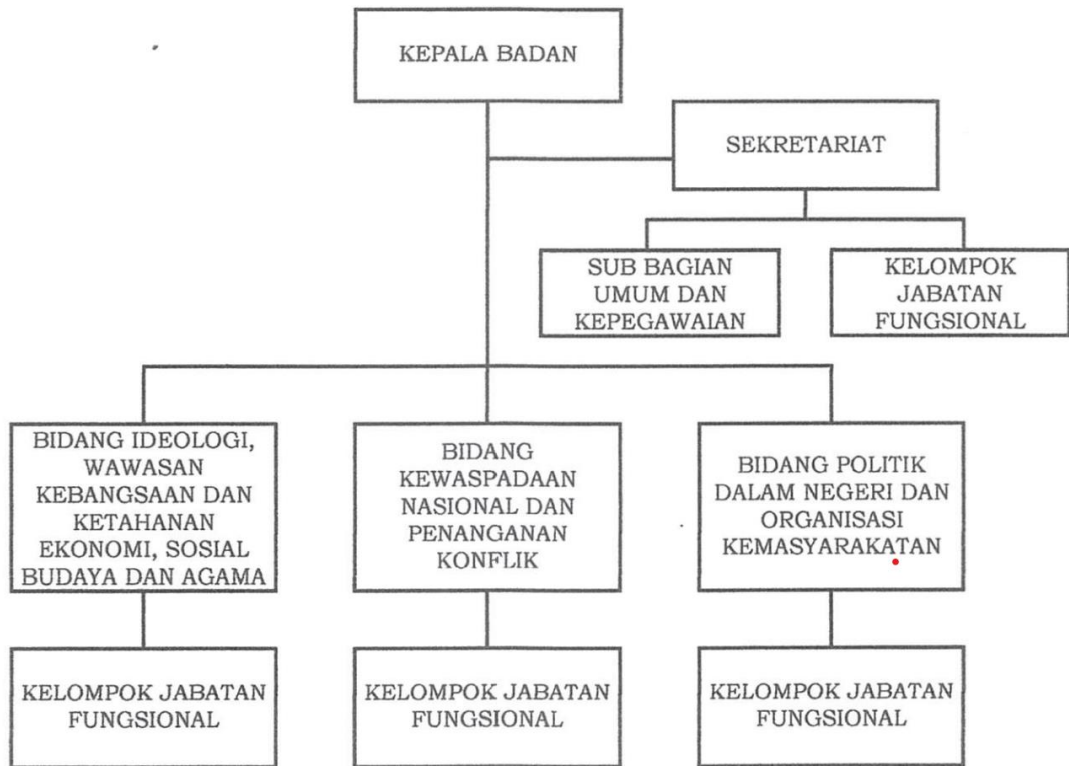 KEPALA BADAN
SEKRETARIAT
SUB BAGIAN
UMUM DAN
KEPEGAWAIAN
KELOMPOK
JABATAN
FUNGSIONAL
BIDANG IDEOLOGI,
WAWASAN
KEBANGSAAN DAN
KETAHANAN
EKONOMI, SOSIAL
BUDAYA DAN AGAMA
BIDANG
KEWASPADAAN
NASIONAL DAN
PENANGANAN
KONFLIK
BIDANG POLITIK
DALAM NEGERI DAN
ORGANISASI
KEMASYARAKATAN
KELOMPOK JABATAN
FUNGSIONAL
KELOMPOK JABATAN
FUNGSIONAL
KELOMPOK JABATAN
FUNGSIONAL